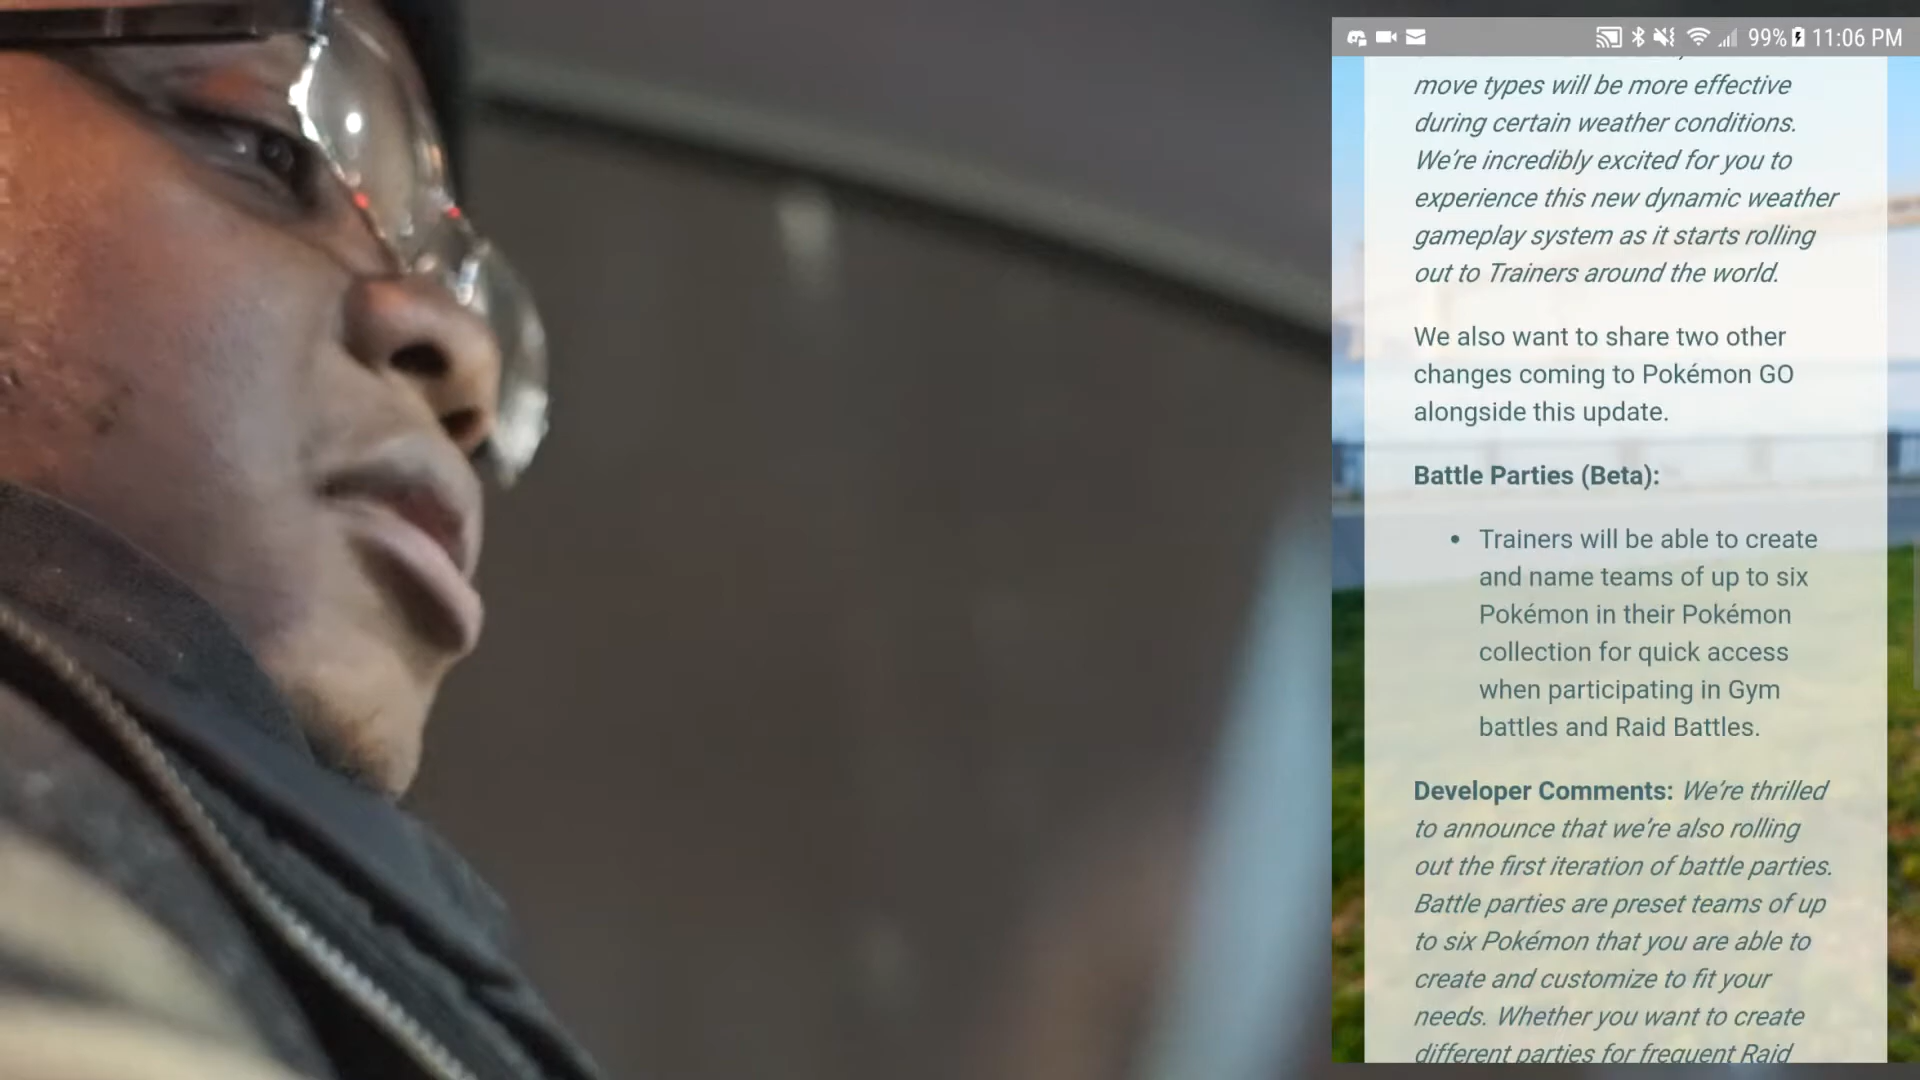 99% 11:06 PM
move types will be more effective
during certain weather conditions.
We're incredibly excited for you to
experience this new dynamic weather
gameplay system as it starts rolling
out to Trainers around the world.
We also want to share two other
changes coming to Pokémon GO
alongside this update.
Battle Parties (Beta):
• Trainers will be able to create
and name teams of up to six
Pokémon in their Pokémon
collection for quick access
when participating in Gym
battles and Raid Battles.
Developer Comments: We're thrilled
to announce that we're also rolling
out the first iteration of battle parties.
Battle parties are preset teams of up
to six Pokémon that you are able to
create and customize to fit your
needs. Whether you want to create
different parties for frequent Raid